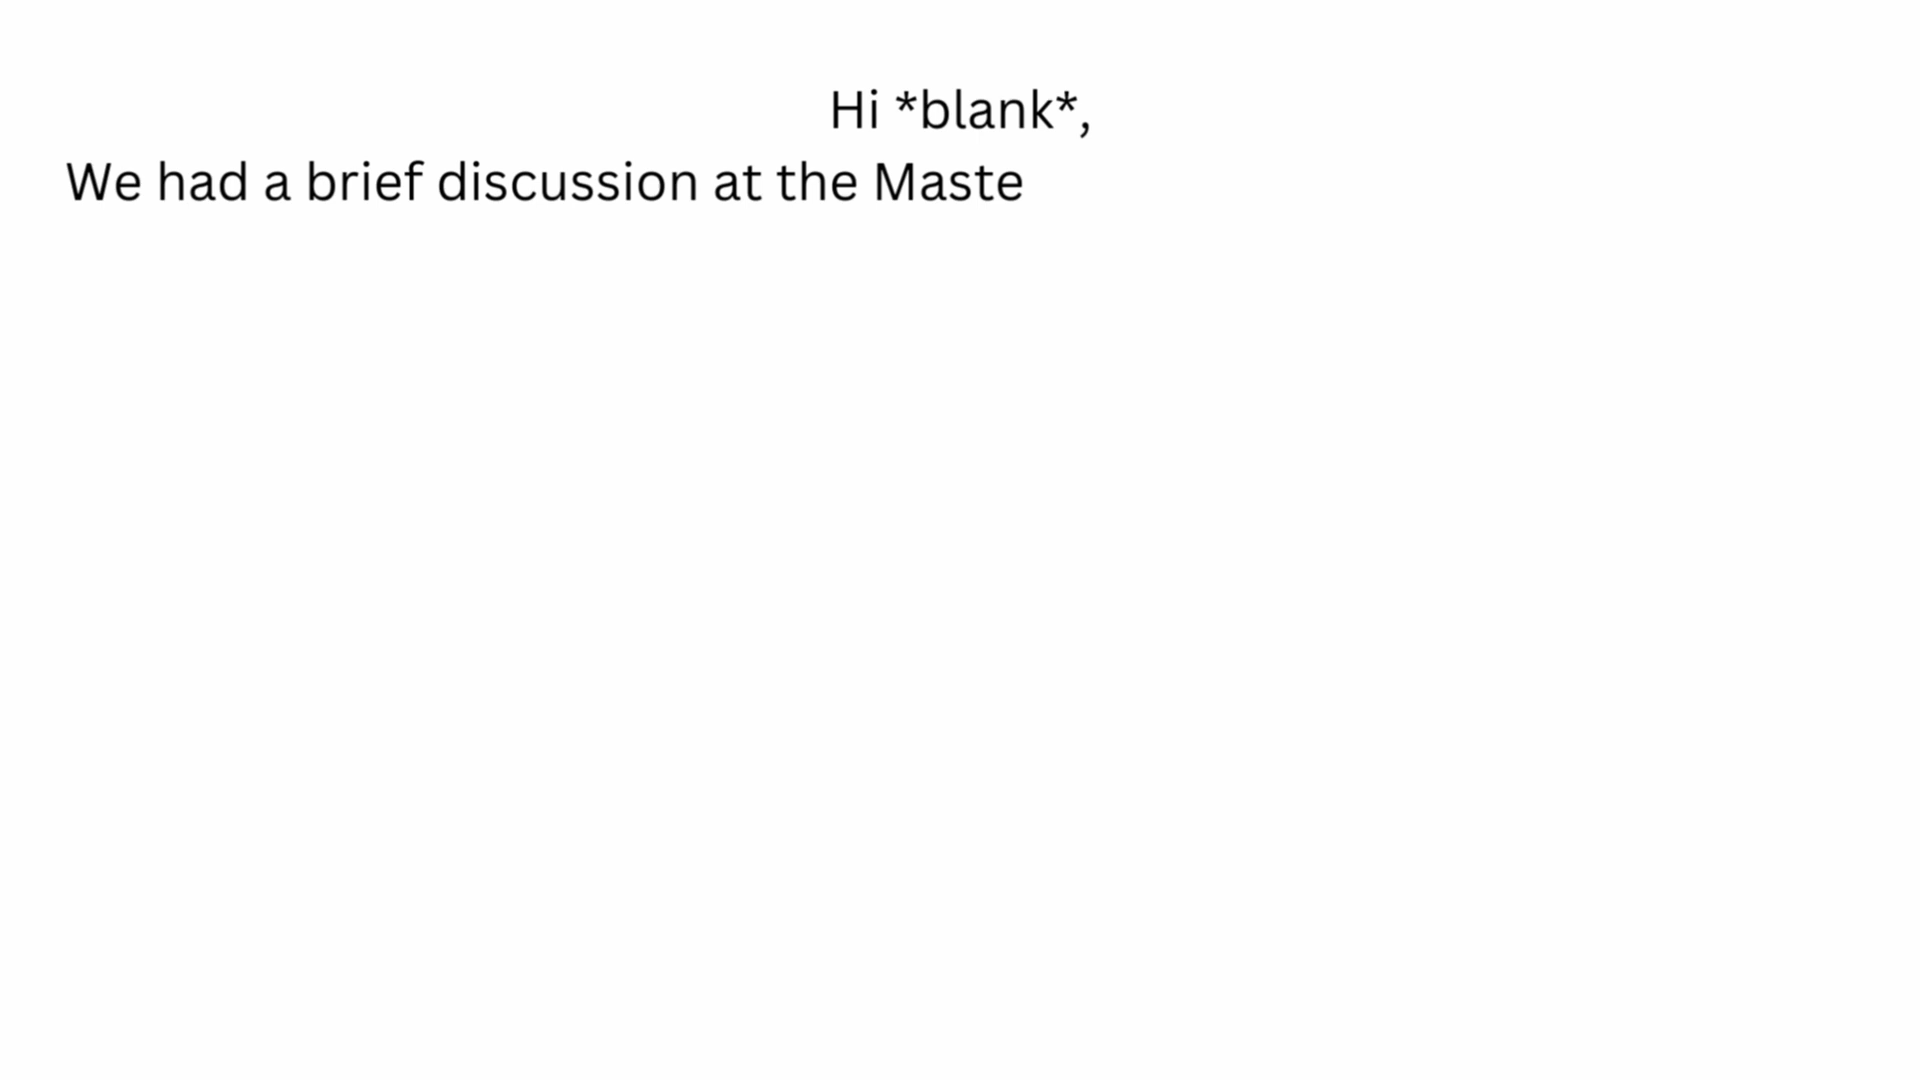 Hi *blank*,
We had a brief discussion at the Maste